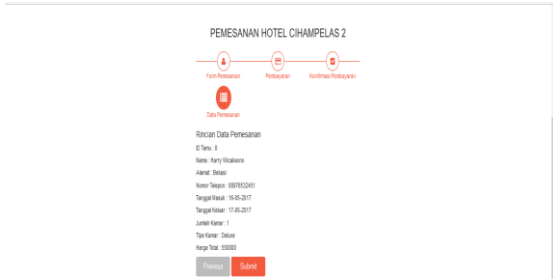 PEMESANAN HOTEL CIHAMPELAS 2
Form Pemesanan
Pembayaran
Konfirmasi Pembayaran
Data Pemesanan
Rincian Data Pemesanan
ID Tamu : 8
Nama : Harry Wicaksono
Alamat : Bekasi
Nomor Telepon : 08976532451
Tanggal Masuk : 16-05-2017
Tanggal Keluar : 17-05-2017
Jumlah Kamar : 1
Tipe Kamar : Deluxe
Harga Total : 550000
Previous
Submit